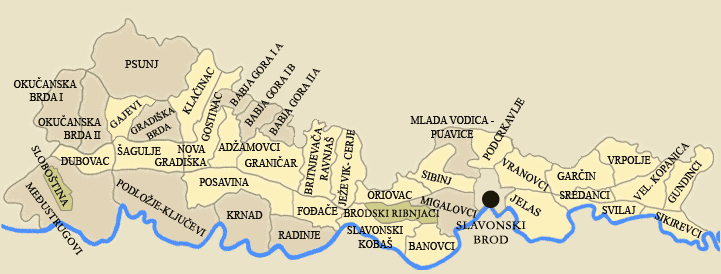 PSUNJ
OKUČANSKA
BRDA I
OKUČANSKA
BRDA II
GAJEVI
GRADIŠKA
BRDA
KLAČINAC
GOSTINAC
BABJA GORA I A
BABJA GORA I B
BABJA GORA II A
DUBOVAC
ŠAGULJE
NOVA
GRADIŠKA
ADŽAMOVCI
GRANIČAR
BRITNJEVAČA
RAVNJAŠ
JEŽEVIK- CERJE
SLOBOŠTINA
MEĐUSTRUGOVI
PODLOŽJE-KLJUČEVI
POSAVINA
KRNAD
RADINJE
FOĐAČE
ORIOVAC
BRODSKI RIBNJACI
SLAVONSKI
KOBAŠ
BANOVCI
SIBINJ
MIGALOVCI
MLADA VODICA -
PUAVICE
PODCRKAVLJE
SLAVONSKI
BROD
VRANOVCI
JELAS
GARČIN
SREDANCI
SVILAJ
VRPOLJE
VEL. KOPANICA
GUNDINCI
SIKIREVCI